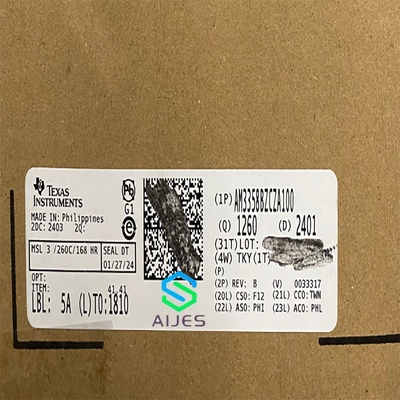 TEXAS
INSTRUMENTS
MADE IN: Philippines
2DC: 2403 2Q:
MSL 3 /260C/168 HR
SEAL DT
01/27/24
OPT:
ITEM: 41,41
LBL: 5A (L)TO:1810
Pb
G1
e
(1P) AM3358BZCZA100
(Q) 1260 (D) 2401
(31T) LOT:
(4W) TKY(1T)
(P)
(2P) REV: B (V) 0033317
(20L) CSO: F12 (21L) CCO:TWN
(22L) ASO: PHI (23L) ACO: PHL
AIJES